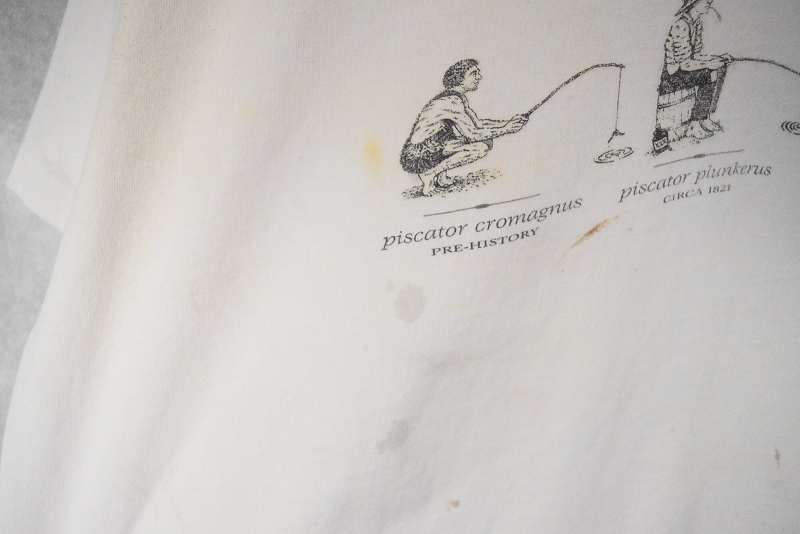 piscator cromagnus
PRE-HISTORY
piscator plunkerus
CIRCA 1821